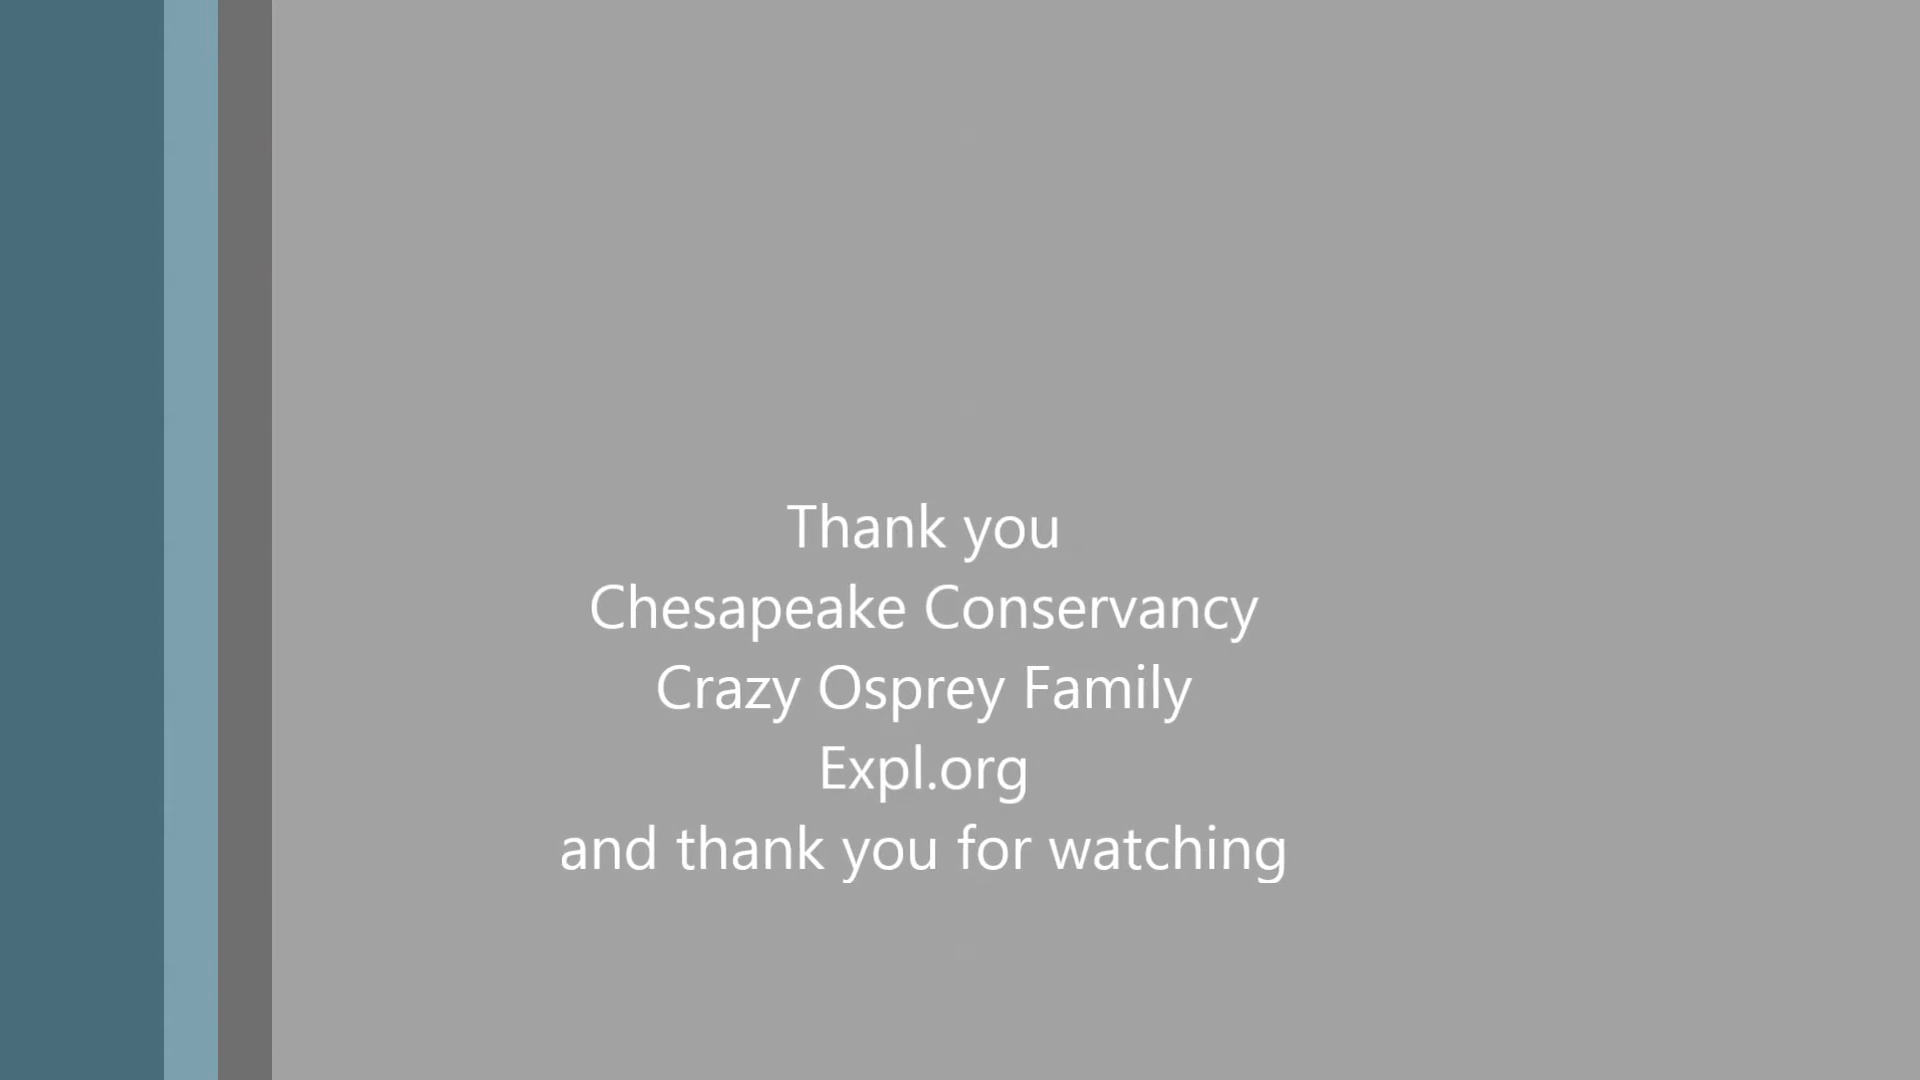 Thank you
Chesapeake Conservancy
Crazy Osprey Family
Expl.org
and thank you for watching